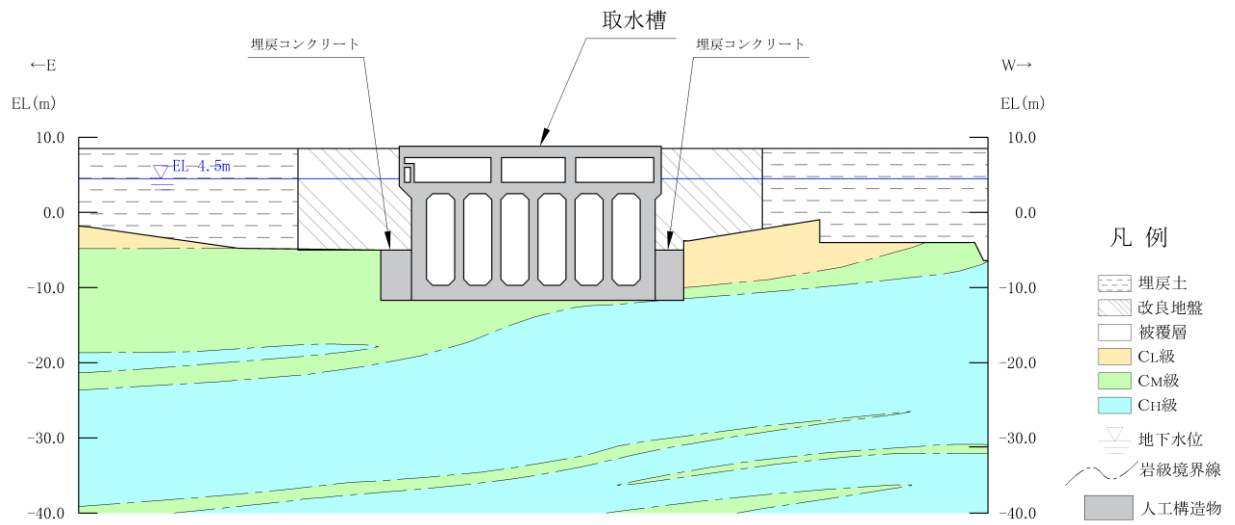 取水槽
埋戻コンクリート
埋戻コンクリート
←E
W→
EL(m)
EL(m)
10.0
10.0
EL 4.5m
0.0
0.0
-10.0
-10.0
-20.0
-20.0
-30.0
-30.0
-40.0
-40.0
凡 例
埋戻土
改良地盤
被覆層
CL級
CM級
CH級
地下水位
岩級境界線
人工構造物